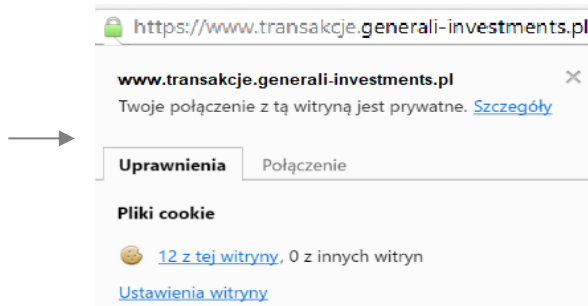 https://www.transakcje.generali-investments.pl
www.transakcje.generali-investments.pl
Twoje połączenie z tą witryną jest prywatne. Szczegóły
Uprawnienia Połączenie
Pliki cookie
12 z tej witryny, 0 z innych witryn
Ustawienia witryny